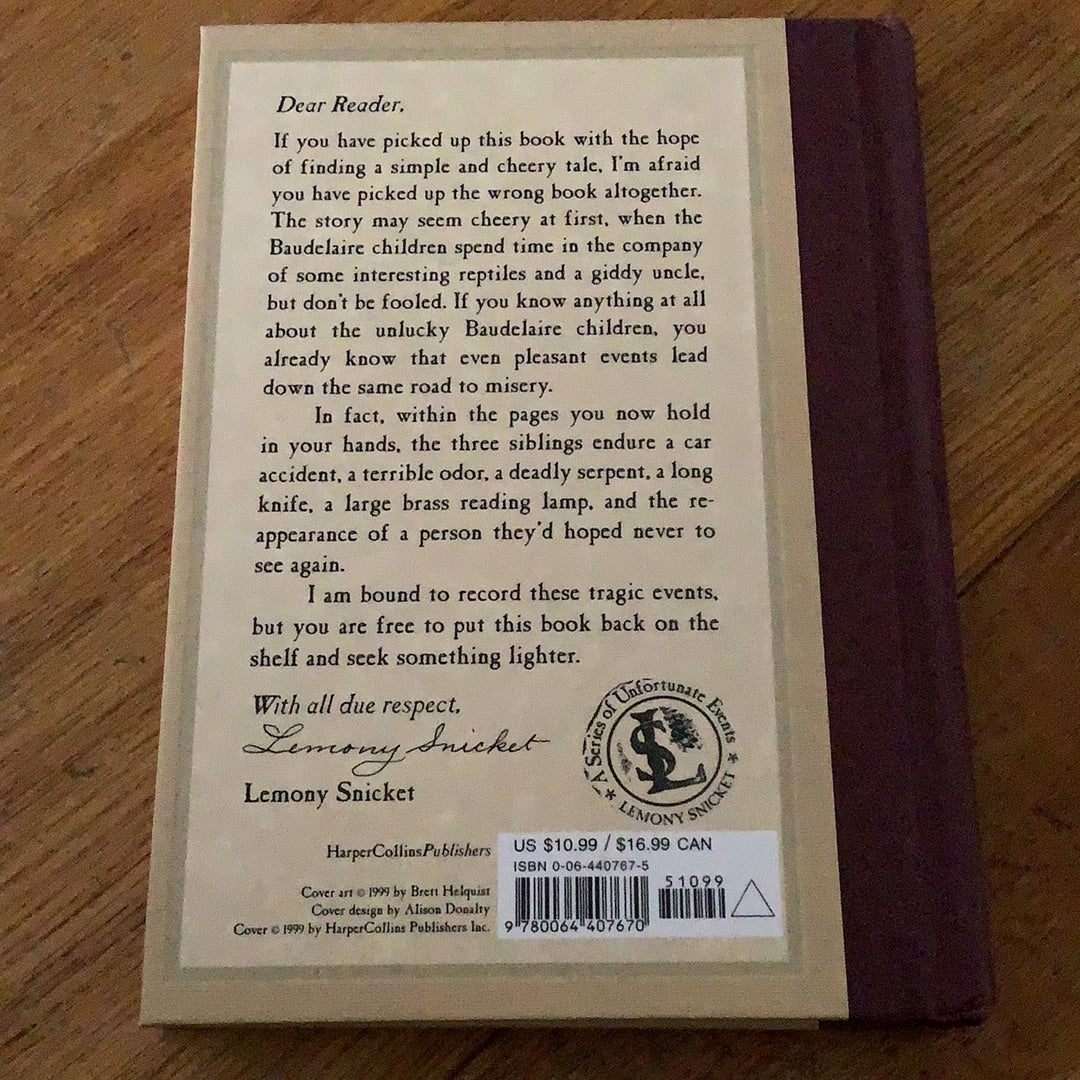 Dear Reader,
If you have picked up this book with the hope
of finding a simple and cheery tale, I'm afraid
you have picked up the wrong book altogether.
The story may seem cheery at first, when the
Baudelaire children spend time in the company
of some interesting reptiles and a giddy uncle,
but don't be fooled. If you know anything at all
about the unlucky Baudelaire children, you
already know that even pleasant events lead
down the same road to misery.
In fact, within the pages you now hold
in your hands, the three siblings endure a car
accident, a terrible odor, a deadly serpent, a long
knife, a large brass reading lamp, and the re-
appearance of a person they'd hoped never to
see again.
I am bound to record these tragic events,
but you are free to put this book back on the
shelf and seek something lighter.
With all due respect,
Lemony Snicket
Lemony Snicket
A Series of Unfortunate Events
* LEMONY SNICKET *
LS
HarperCollinsPublishers
Cover art © 1999 by Brett Helquist
Cover design by Alison Donalty
Cover © 1999 by HarperCollins Publishers Inc.
US $10.99 / $16.99 CAN
ISBN 0-06-440767-5
51099
9 780064 407670